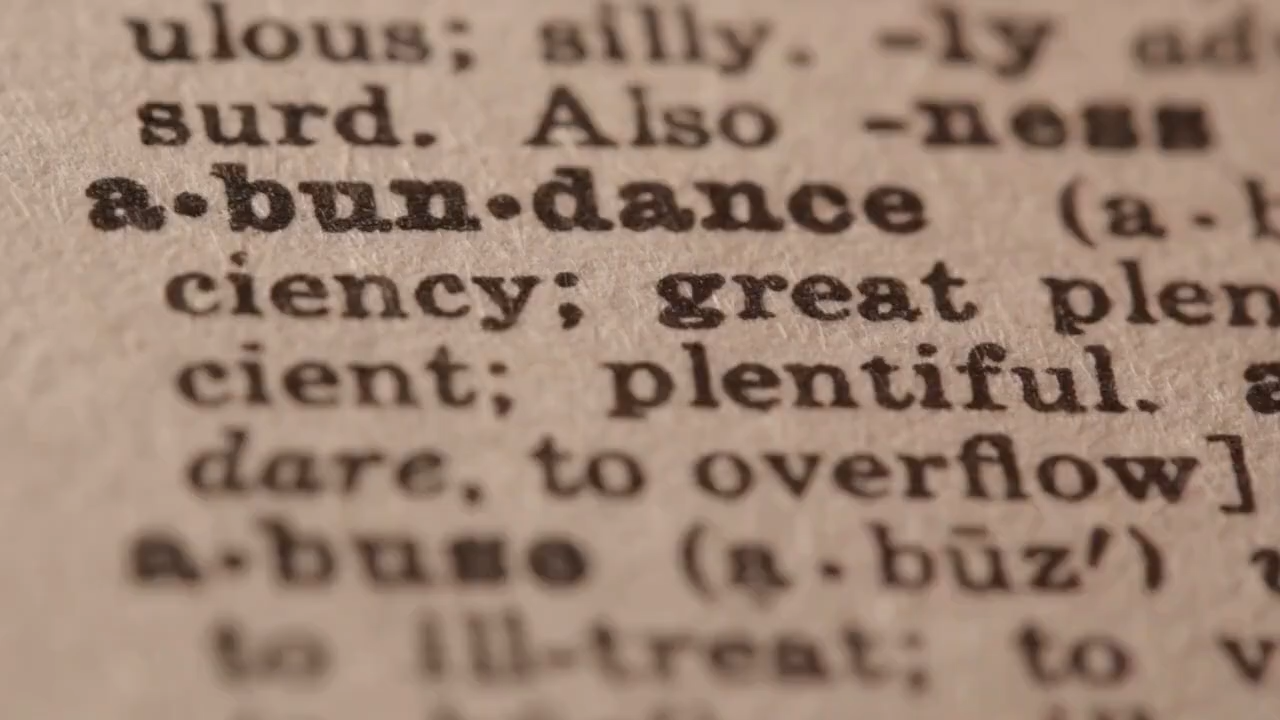 ulous; silly. -ly ad
surd. Also -ness
a·bun·dance (a·b
ciency; great plen
cient; plentiful. a
dare, to overflow]
a·buse (a·būz′) v
to ill-treat; to v